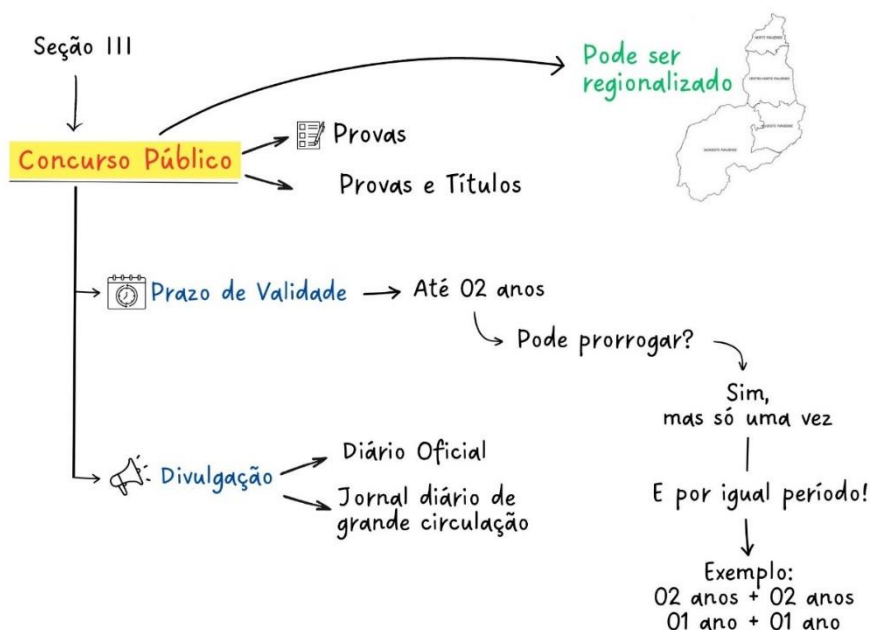 Seção III
Concurso Público
Provas
Provas e Títulos
Pode ser
regionalizado
Prazo de Validade
Até 02 anos
Pode prorrogar?
Sim,
mas só uma vez
E por igual período!
Exemplo:
02 anos + 02 anos
01 ano + 01 ano
Divulgação
Diário Oficial
Jornal diário de
grande circulação